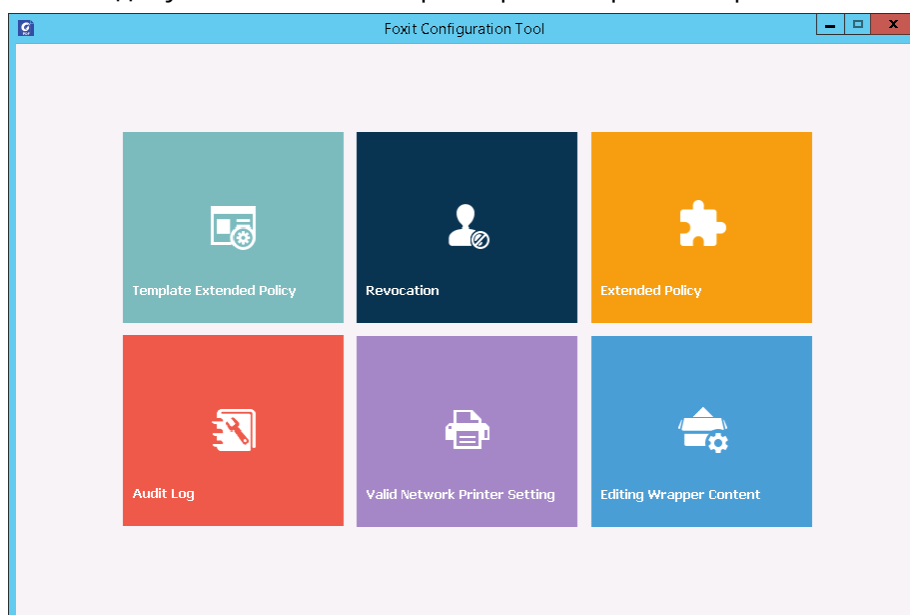 Foxit Configuration Tool
Template Extended Policy
Revocation
Extended Policy
Audit Log
Valid Network Printer Setting
Editing Wrapper Content